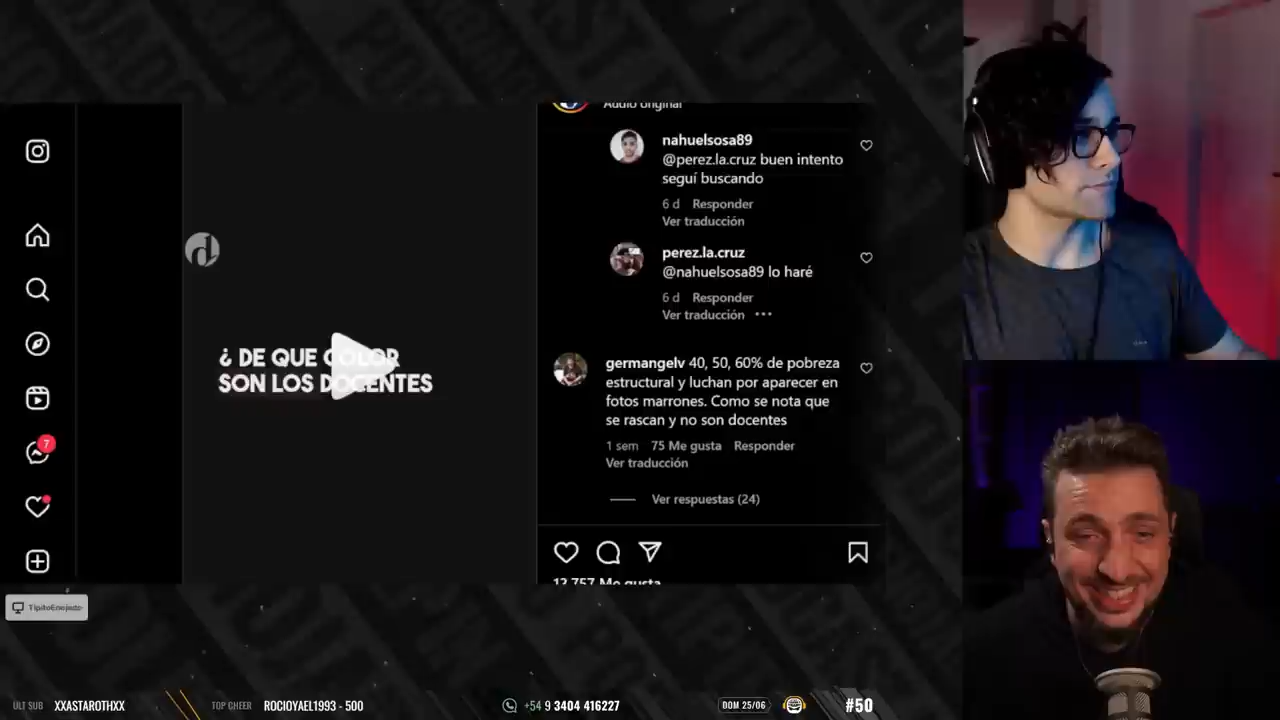 Audio original
nahuelsosa89
@perez.la.cruz buen intento
seguí buscando
6 d Responder
Ver traducción
perez.la.cruz
@nahuelsosa89 lo haré
6 d Responder
Ver traducción
germangelv 40, 50, 60% de pobreza
estructural y luchan por aparecer en
fotos marrones. Como se nota que
se rascan y no son docentes
1 sem 75 Me gusta Responder
Ver traducción
Ver respuestas (24)
¿ DE QUE COLOR
SON LOS DOCENTES
7
TipitoEnojado
ULT SUB XXASTAROTHXX
TOP CHEER ROCIOYAEL1993 - 500
+54 9 3404 416227
DOM 25/06
#50